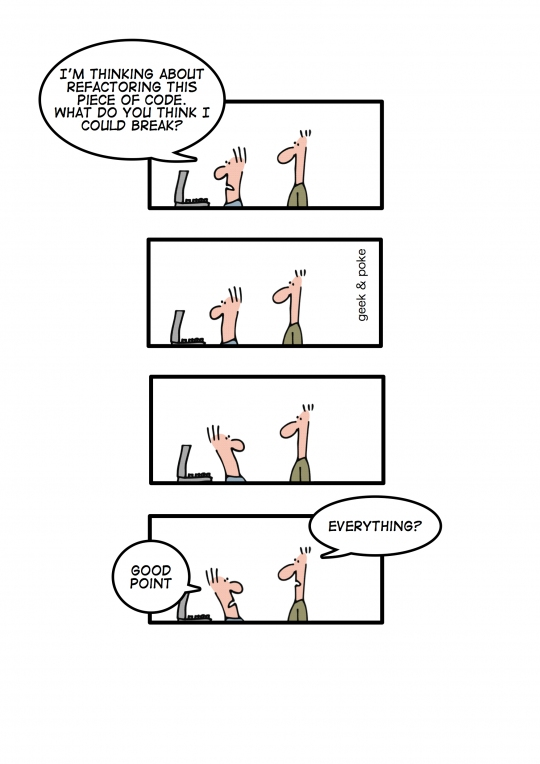 I'M THINKING ABOUT
REFACTORING THIS
PIECE OF CODE.
WHAT DO YOU THINK I
COULD BREAK?
geek & poke
EVERYTHING?
GOOD
POINT